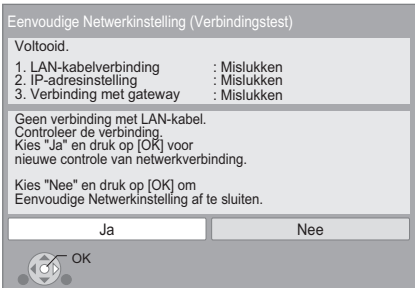 Eenvoudige Netwerkinstelling (Verbindingstest)
Voltooid.
1. LAN-kabelverbinding : Mislukken
2. IP-adresinstelling : Mislukken
3. Verbinding met gateway : Mislukken
Geen verbinding met LAN-kabel.
Controleer de verbinding.
Kies "Ja" en druk op [OK] voor
nieuwe controle van netwerkverbinding.
Kies "Nee" en druk op [OK] om
Eenvoudige Netwerkinstelling af te sluiten.
Ja Nee
OK